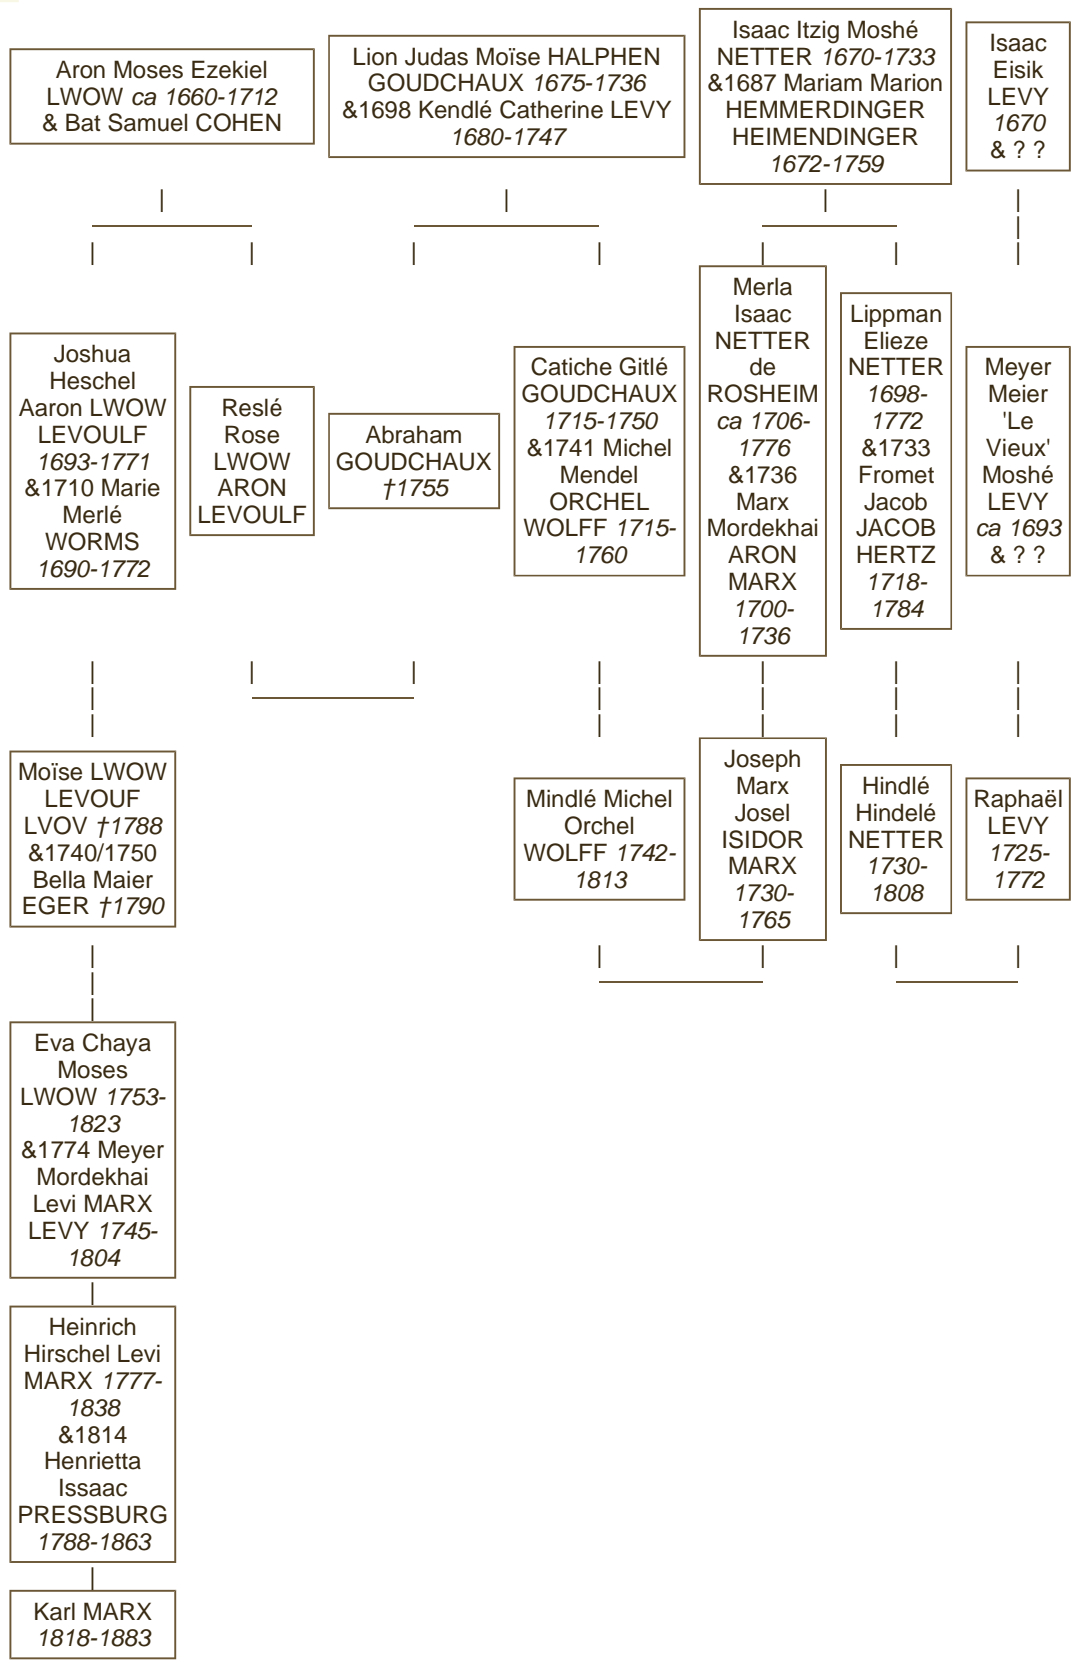 Aron Moses Ezekiel
LWOW ca 1660-1712
& Bat Samuel COHEN
Lion Judas Moïse HALPHEN
GOUDCHAUX 1675-1736
&1698 Kendlé Catherine LEVY
1680-1747
Isaac Itzig Moshé
NETTER 1670-1733
&1687 Mariam Marion
HEMMERDINGER
HEIMENDINGER
1672-1759
Isaac
Eisik
LEVY
1670
& ? ?
Joshua
Heschel
Aaron LWOW
LEVOULF
1693-1771
&1710 Marie
Merlé
WORMS
1690-1772
Reslé
Rose
LWOW
ARON
LEVOULF
Abraham
GOUDCHAUX
†1755
Catiche Gitlé
GOUDCHAUX
1715-1750
&1741 Michel
Mendel
ORCHEL
WOLFF 1715-
1760
Merla
Isaac
NETTER
de
ROSHEIM
ca 1706-
1776
&1736
Marx
Mordekhai
ARON
MARX
1700-
1736
Lippman
Elieze
NETTER
1698-
1772
&1733
Fromet
Jacob
JACOB
HERTZ
1718-
1784
Meyer
Meier
'Le
Vieux'
Moshé
LEVY
ca 1693
& ? ?
Moïse LWOW
LEVOUF
LVOV †1788
&1740/1750
Bella Maier
EGER †1790
Mindlé Michel
Orchel
WOLFF 1742-
1813
Joseph
Marx
Josel
ISIDOR
MARX
1730-
1765
Hindlé
Hindelé
NETTER
1730-
1808
Raphaël
LEVY
1725-
1772
Eva Chaya
Moses
LWOW 1753-
1823
&1774 Meyer
Mordekhai
Levi MARX
LEVY 1745-
1804
Heinrich
Hirschel Levi
MARX 1777-
1838
&1814
Henrietta
Issaac
PRESSBURG
1788-1863
Karl MARX
1818-1883